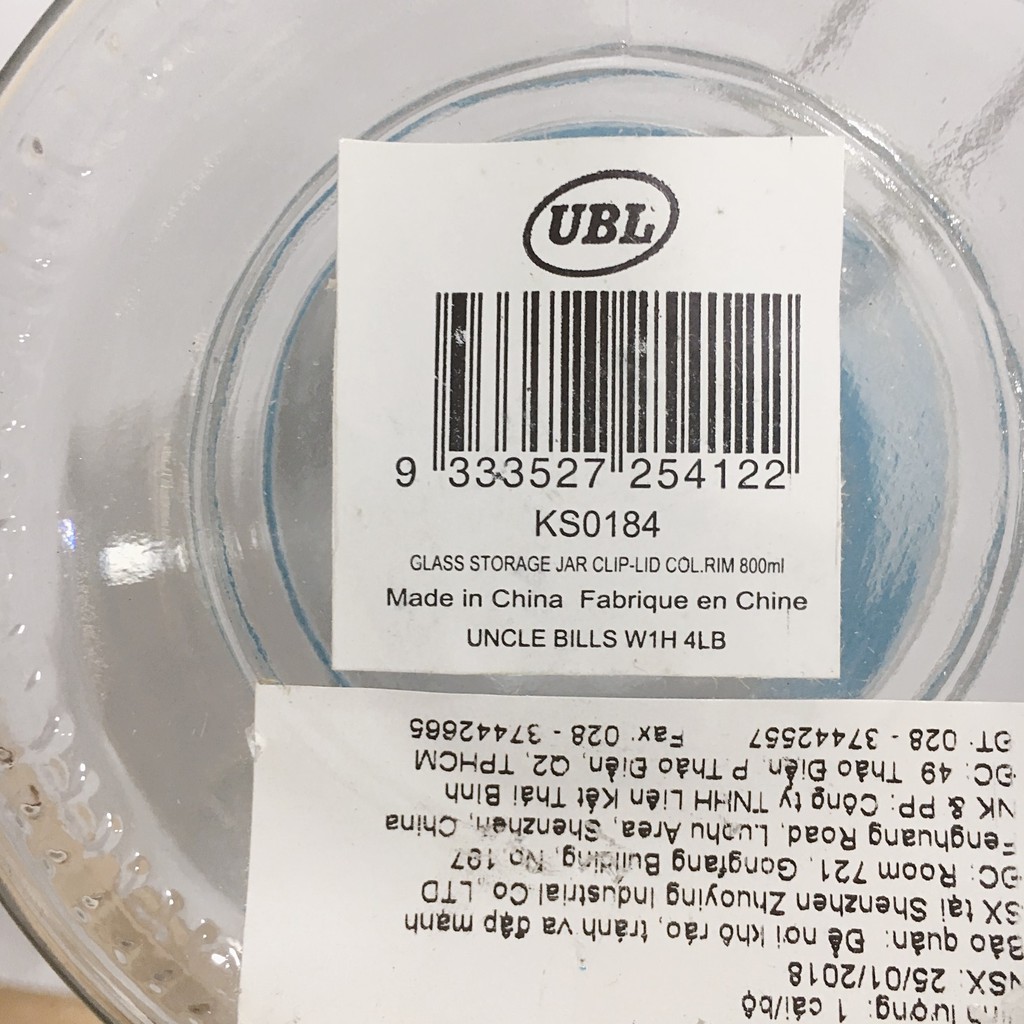 UBL
9 333527 254122
KS0184
GLASS STORAGE JAR CLIP-LID COL.RIM 800ml
Made in China Fabrique en Chine
UNCLE BILLS W1H 4LB
lượng: 1 cái/bộ
NSX: 25/01/2018
Bảo quản: Để nơi khô ráo, tránh va đập mạnh
SX tại Shenzhen Zhuoying Industrial Co.,LTD
ĐC: Room 721, Gongfang Building, No 197
Fenghuang Road, Luohu Area, Shenzhen, China
NK & PP: Công ty TNHH Liên Kết Thái Bình
ĐC: 49 Thảo Điền, P Thảo Điền, Q2, TPHCM
ĐT: 028 - 37442557 Fax: 028 - 37442665